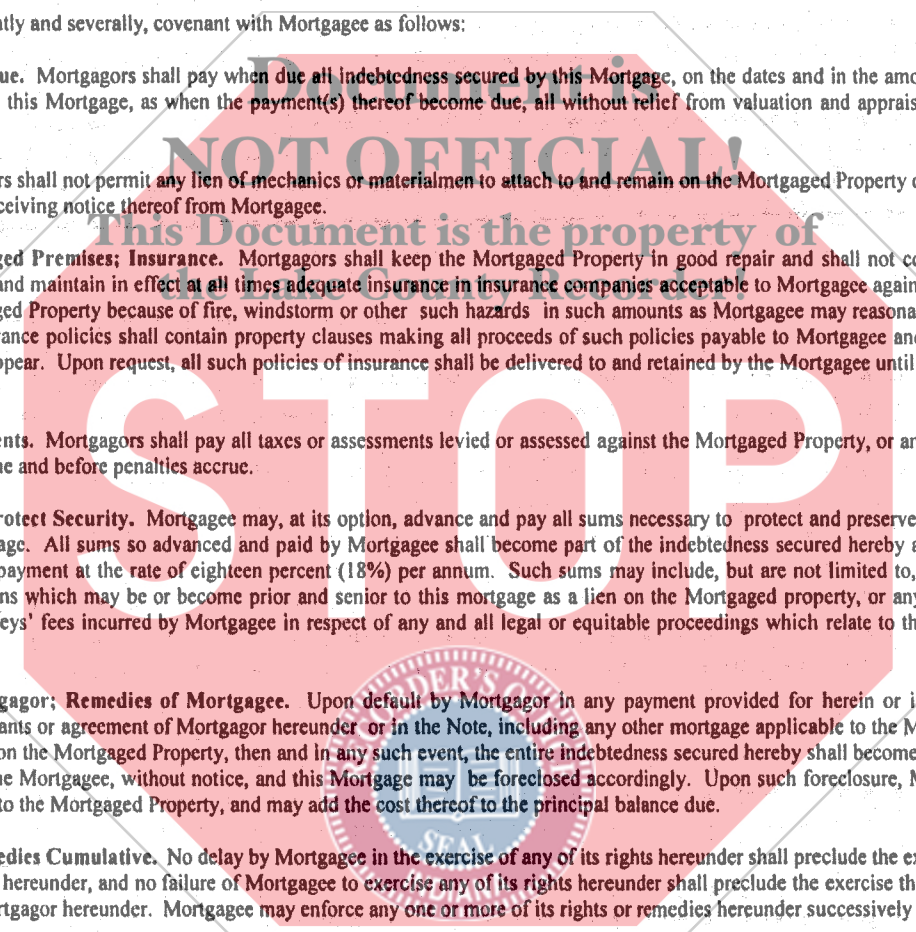 ntly and severally, covenant with Mortgagee as follows:
Document is
ue. Mortgagors shall pay when due all indebtedness secured by this Mortgage, on the dates and in the amo
this Mortgage, as when the payment(s) thereof become due, all without relief from valuation and apprais
NOT OFFICIAL!
rs shall not permit any lien of mechanics or materialmen to attach to and remain on the Mortgaged Property
ceiving notice thereof from Mortgagee.
This Document is the property of
ged Premises; Insurance. Mortgagors shall keep the Mortgaged Property in good repair and shall not co
and maintain in effect at all times adequate insurance in insurance companies acceptable to Mortgagee again
the Lake County Recorder!
ged Property because of fire, windstorm or other such hazards in such amounts as Mortgagee may reasona
rance policies shall contain property clauses making all proceeds of such policies payable to Mortgagee and
ppear. Upon request, all such policies of insurance shall be delivered to and retained by the Mortgagee until
STOP
ents. Mortgagors shall pay all taxes or assessments levied or assessed against the Mortgaged Property, or an
ne and before penalties accrue.
rotect Security. Mortgagee may, at its option, advance and pay all sums necessary to protect and preserve
age. All sums so advanced and paid by Mortgagee shall become part of the indebtedness secured hereby a
payment at the rate of eighteen percent (18%) per annum. Such sums may include, but are not limited to,
ns which may be or become prior and senior to this mortgage as a lien on the Mortgaged property, or any
eys' fees incurred by Mortgagee in respect of any and all legal or equitable proceedings which relate to th
gagor; Remedies of Mortgagee. Upon default by Mortgagor in any payment provided for herein or i
ants or agreement of Mortgagor hereunder or in the Note, including any other mortgage applicable to the M
on the Mortgaged Property, then and in any such event, the entire indebtedness secured hereby shall become
he Mortgagee, without notice, and this Mortgage may be foreclosed accordingly. Upon such foreclosure, M
to the Mortgaged Property, and may add the cost thereof to the principal balance due.
SEAL
edies Cumulative. No delay by Mortgagee in the exercise of any of its rights hereunder shall preclude the ex
hereunder, and no failure of Mortgagee to exercise any of its rights hereunder shall preclude the exercise th
rtgagor hereunder. Mortgagee may enforce any one or more of its rights or remedies hereunder successively